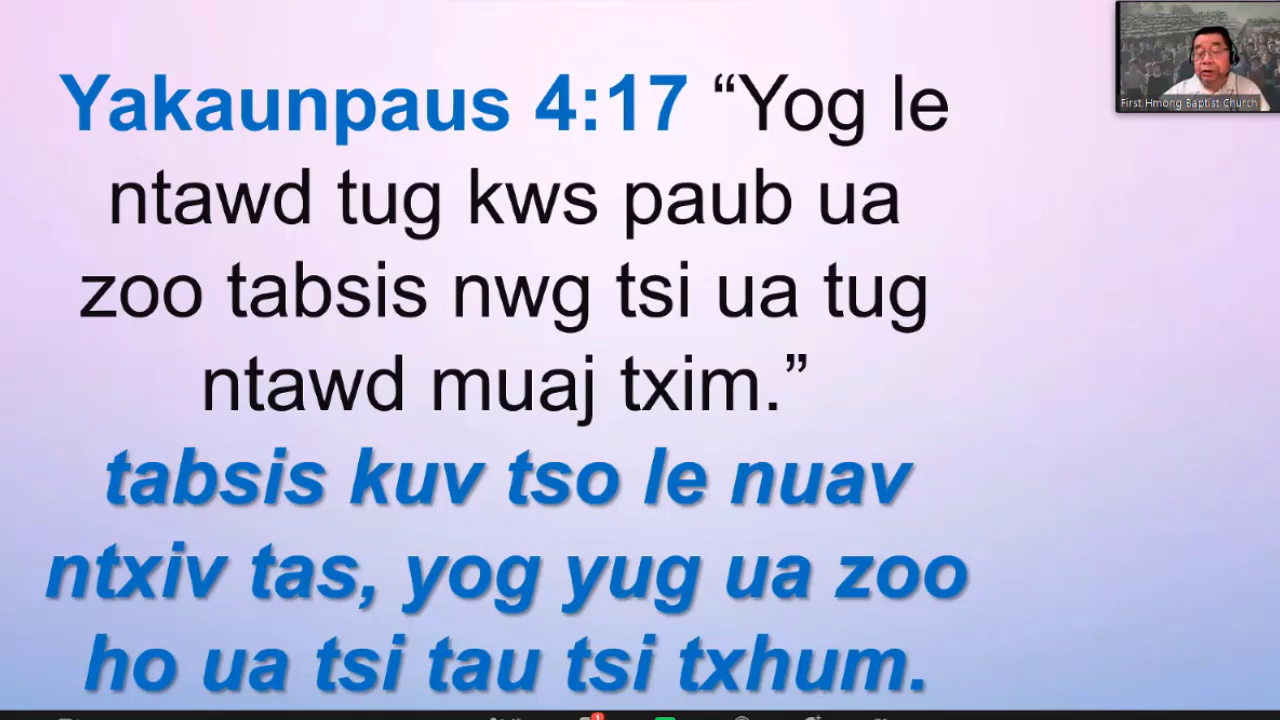 Yakaunpaus 4:17 “Yog le
ntawd tug kws paub ua
zoo tabsis nwg tsi ua tug
ntawd muaj txim.”
tabsis kuv tso le nuav
ntxiv tas, yog yug ua zoo
ho ua tsi tau tsi txhum.
First Hmong Baptist Church